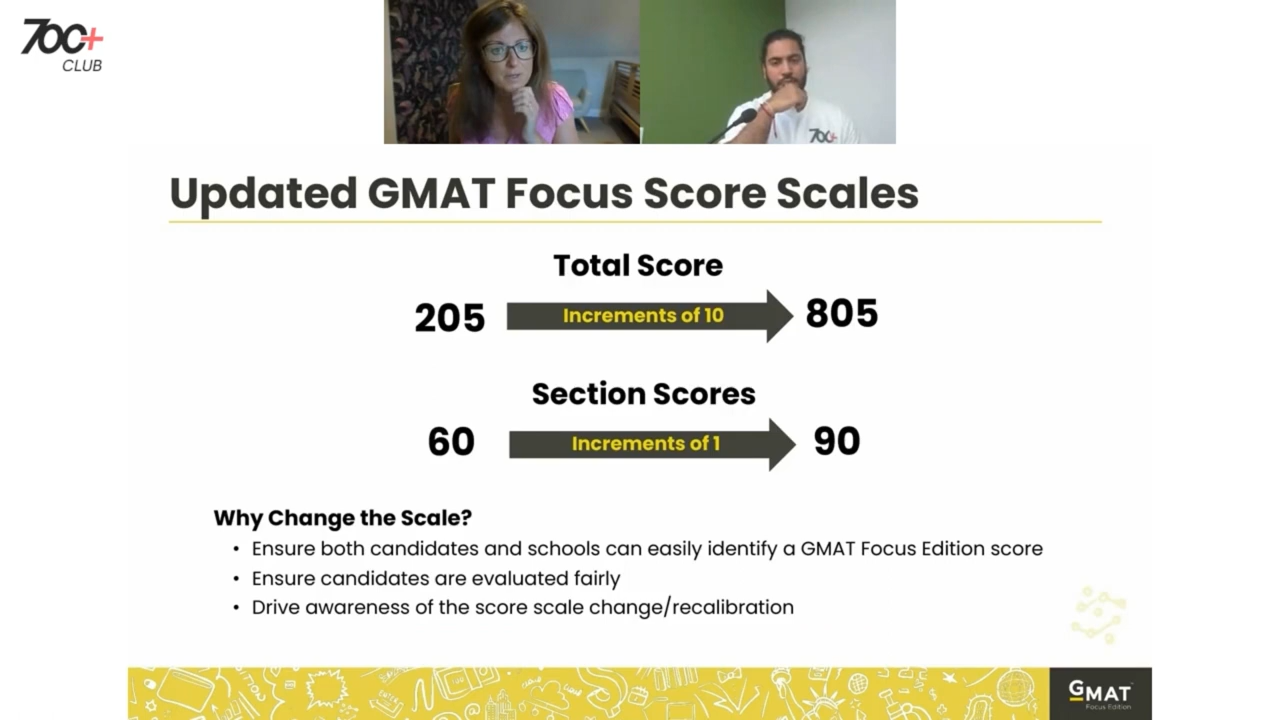 700+
CLUB
700+
Updated GMAT Focus Score Scales
Total Score
205 Increments of 10 805
Section Scores
60 Increments of 1 90
Why Change the Scale?
• Ensure both candidates and schools can easily identify a GMAT Focus Edition score
• Ensure candidates are evaluated fairly
• Drive awareness of the score scale change/recalibration
GMAT™
Focus Edition